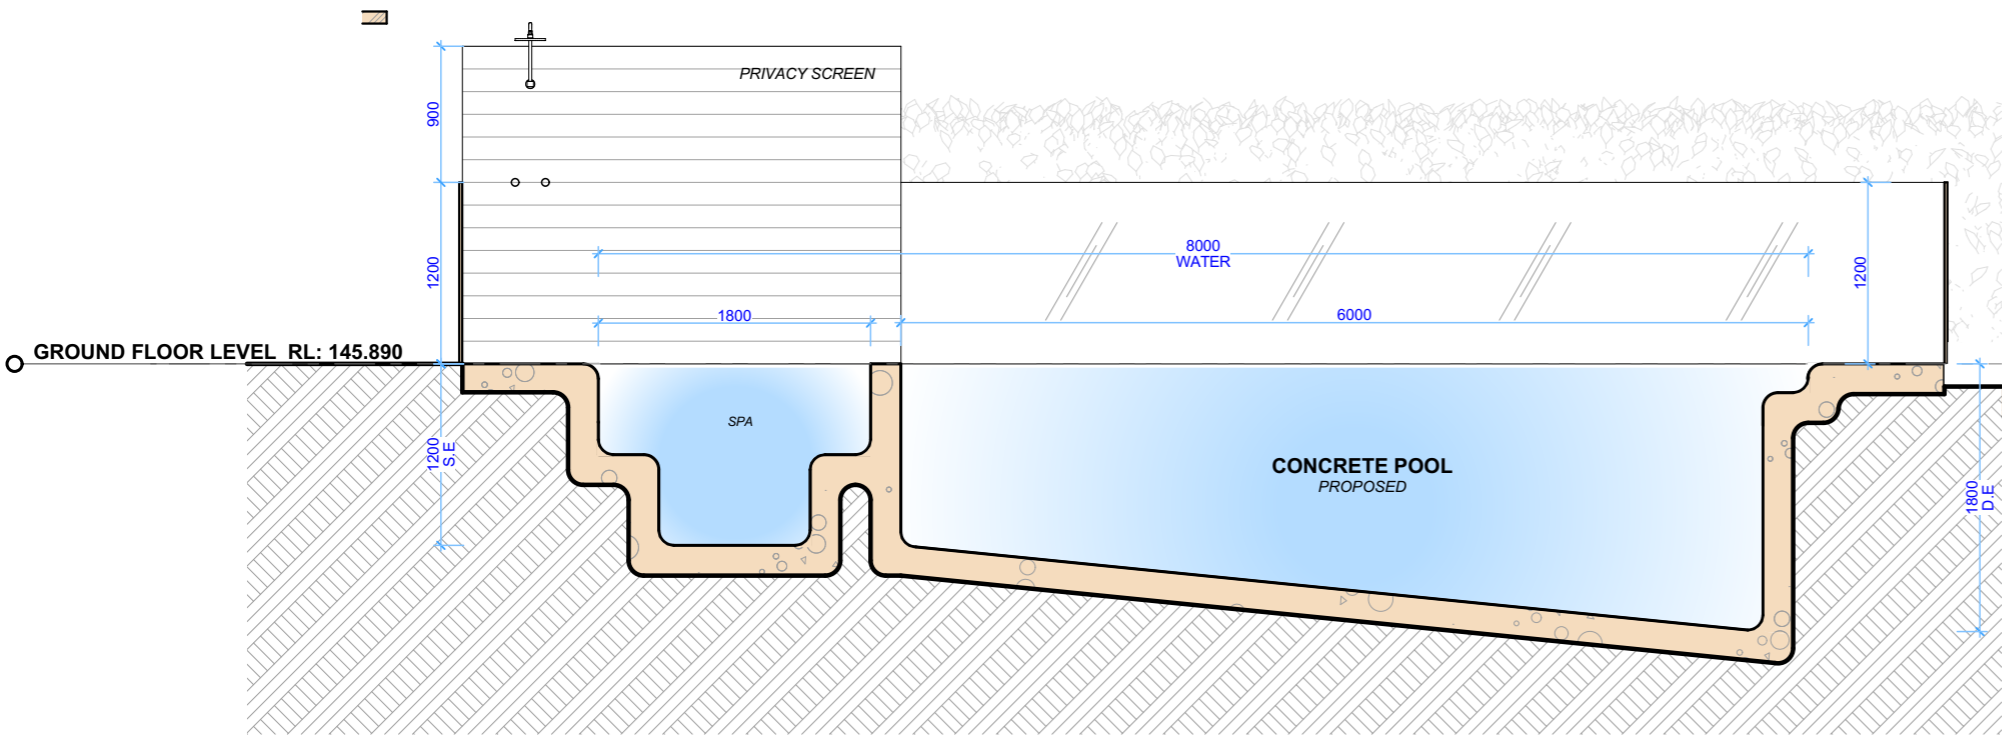 PRIVACY SCREEN
900
1200
8000
WATER
1200
1800
6000
GROUND FLOOR LEVEL RL: 145.890
SPA
1200
S.E
CONCRETE POOL
PROPOSED
1800
D.E